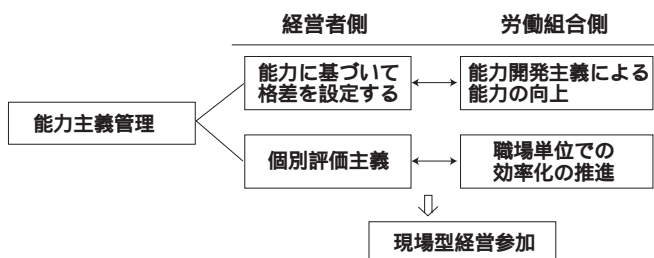 経営者側
労働組合側
能力に基づいて
格差を設定する
能力開発主義による
能力の向上
能力主義管理
個別評価主義
職場単位での
効率化の推進
現場型経営参加